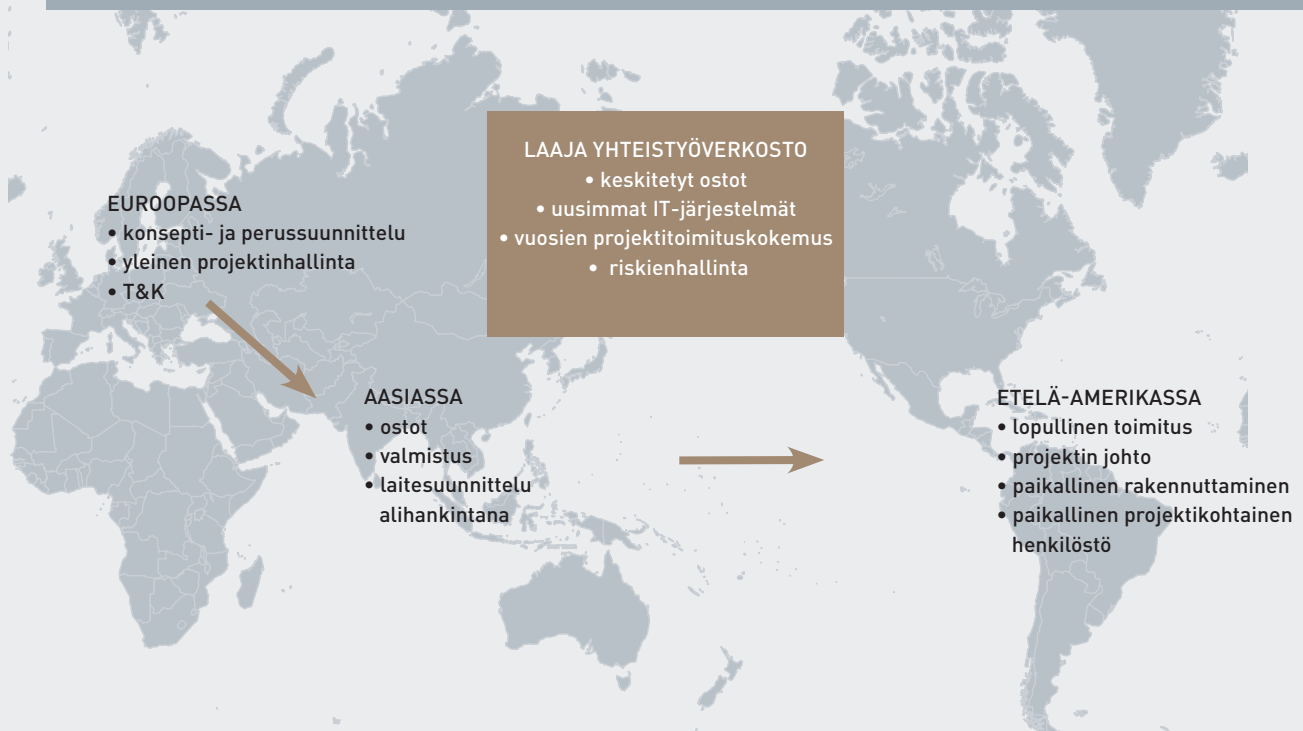 LAAJA YHTEISTYÖVERKOSTO
• keskitetyt ostot
• uusimmat IT-järjestelmät
• vuosien projektitoimituskokemus
• riskienhallinta
EUROOPASSA
• konsepti- ja perussuunnittelu
• yleinen projektinhallinta
• T&K
AASIASSA
• ostot
• valmistus
• laitesuunnittelu
alihankintana
ETELÄ-AMERIKASSA
• lopullinen toimitus
• projektin johto
• paikallinen rakennuttaminen
• paikallinen projektikohtainen
henkilöstö